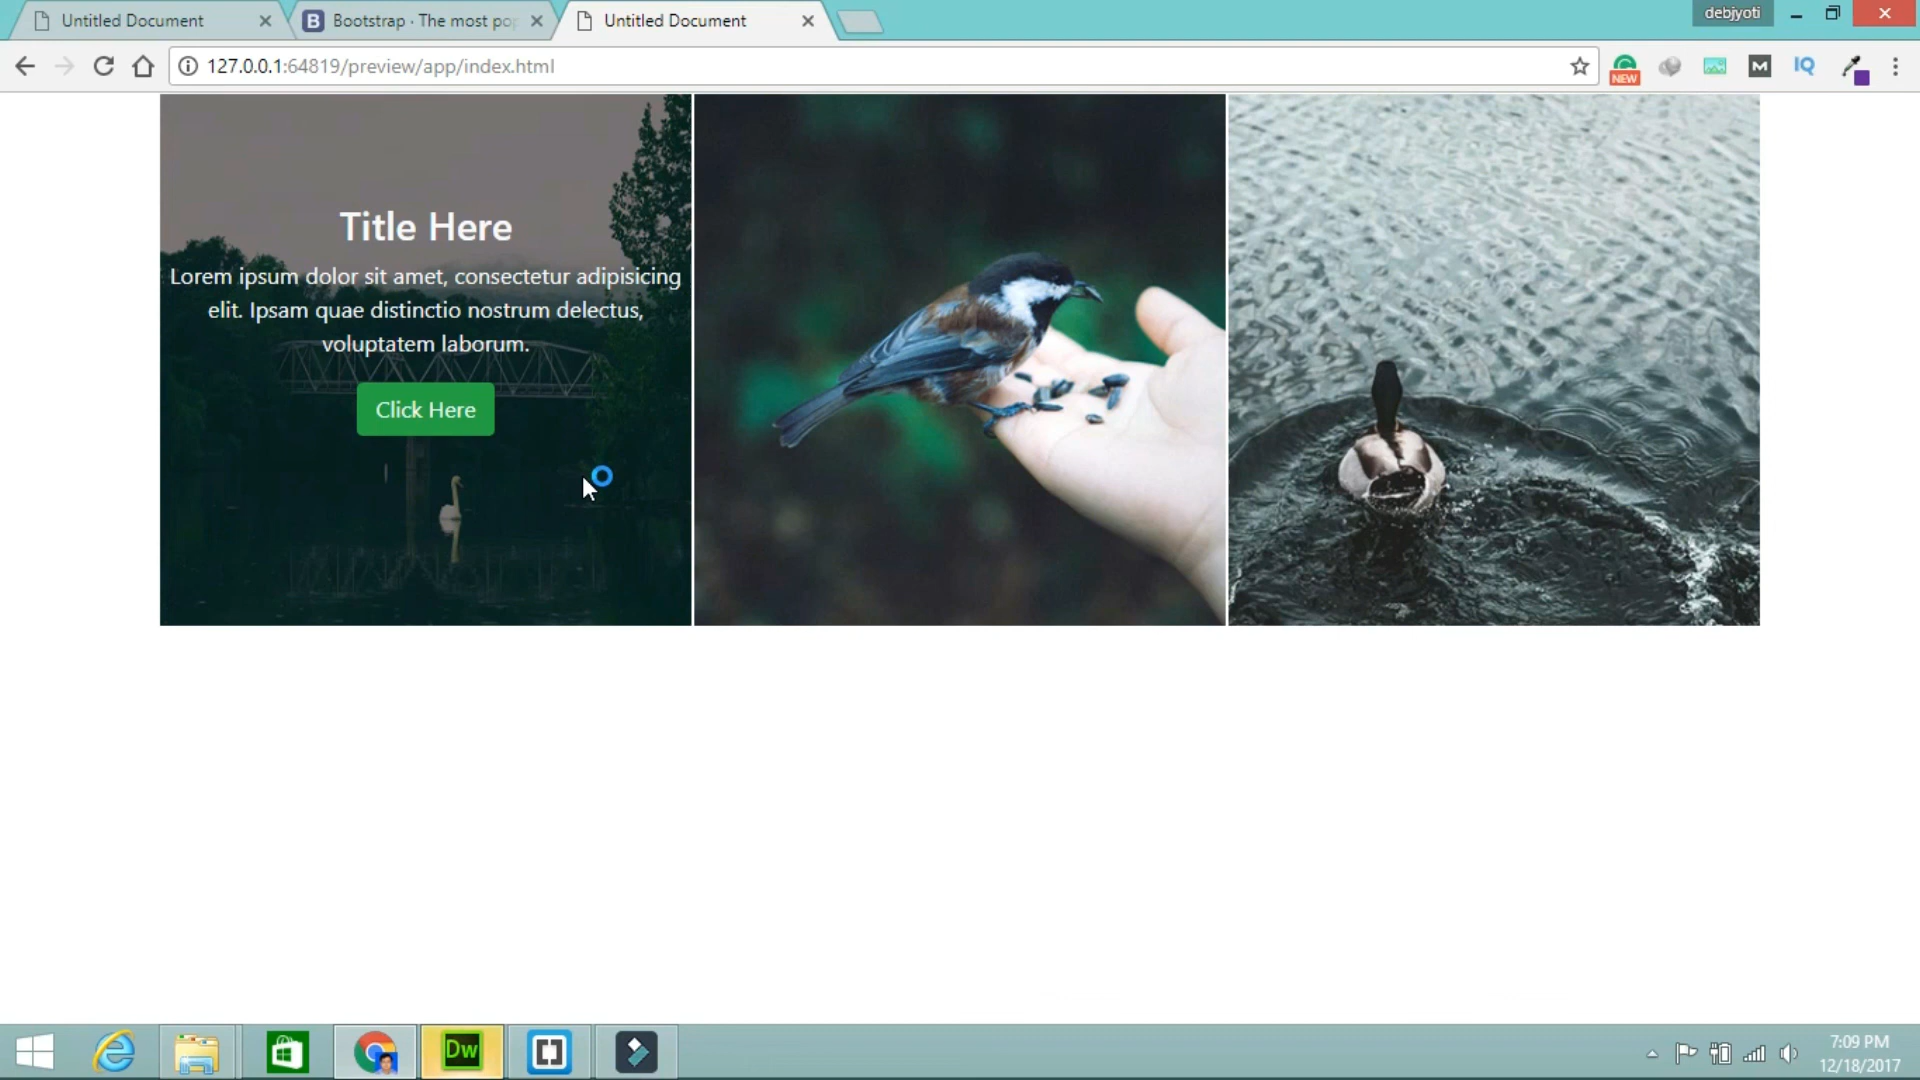 Untitled Document
Bootstrap · The most pop
Untitled Document
debjyoti
127.0.0.1:64819/preview/app/index.html
NEW
M
IQ
Title Here
Lorem ipsum dolor sit amet, consectetur adipisicing
elit. Ipsam quae distinctio nostrum delectus,
voluptatem laborum.
Click Here
Dw
7:09 PM
12/18/2017